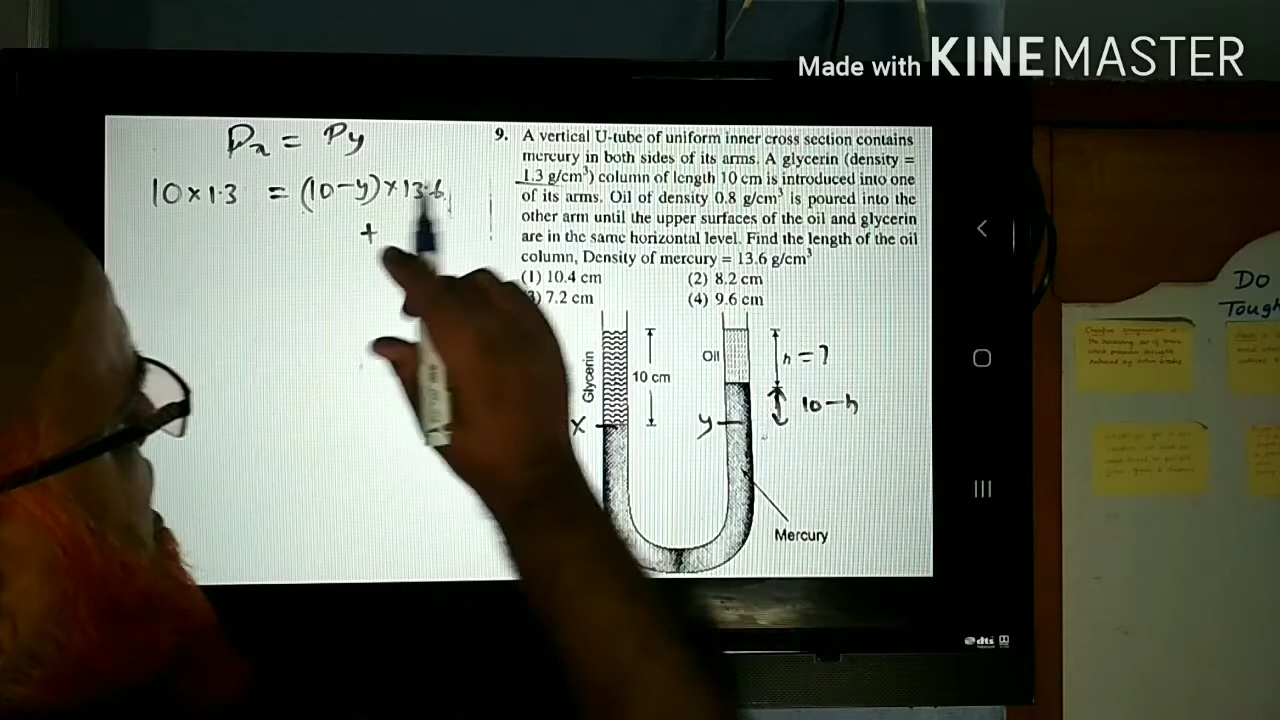 Made with KINEMASTER
Px = Py
10×1.3 = (10-y)×13.6
+
9. A vertical U-tube of uniform inner cross section contains
mercury in both sides of its arms. A glycerin (density =
1.3 g/cm³) column of length 10 cm is introduced into one
of its arms. Oil of density 0.8 g/cm³ is poured into the
other arm until the upper surfaces of the oil and glycerin
are in the same horizontal level. Find the length of the oil
column, Density of mercury = 13.6 g/cm³
(1) 10.4 cm (2) 8.2 cm
3) 7.2 cm (4) 9.6 cm
Glycerin
10 cm
Oil
h = ?
10-h
X
y
Mercury
dts
Do
Tough